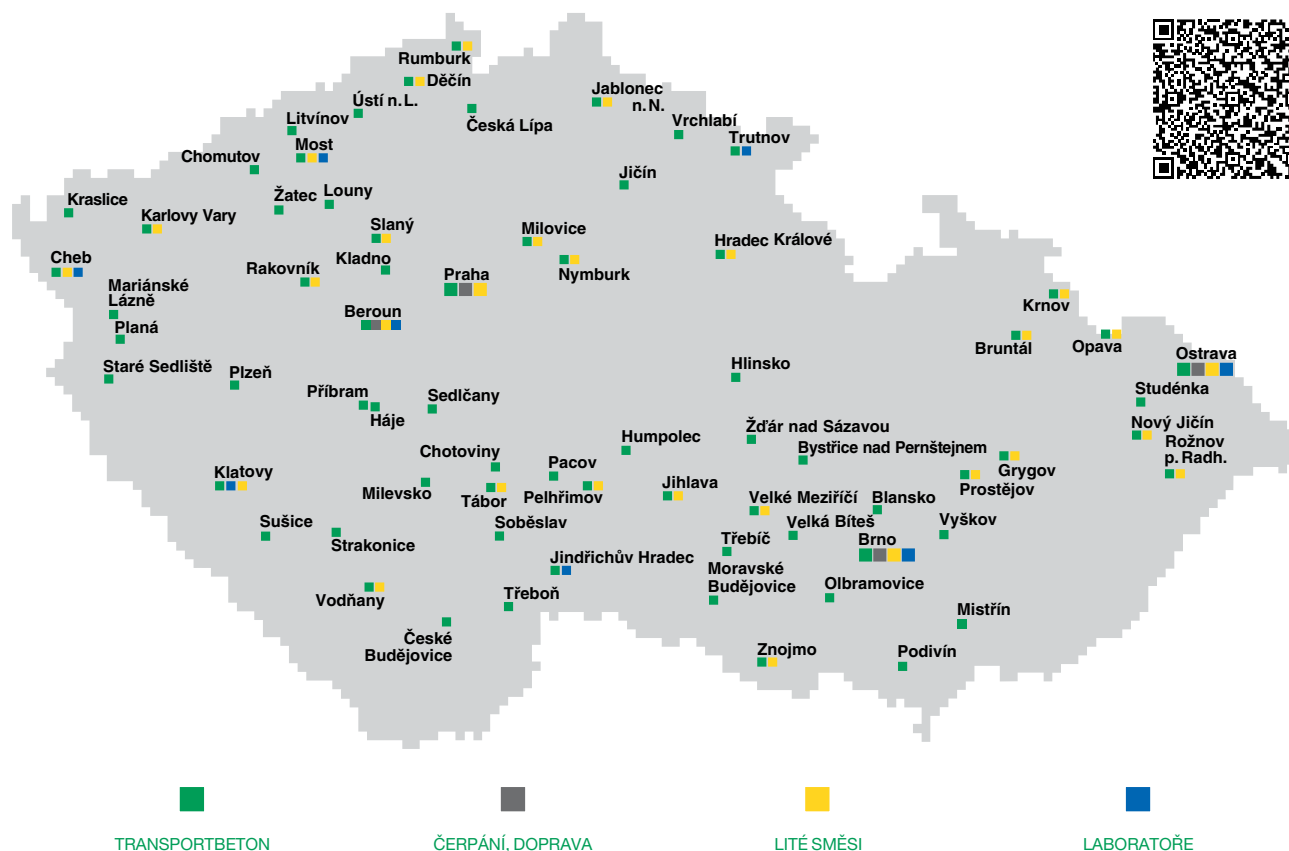 Rumburk
Děčín
Ústí n.L.
Česká Lípa
Jablonec
n.N.
Litvínov
Vrchlabí
Most
Trutnov
Chomutov
Jičín
Žatec
Louny
Kraslice
Karlovy Vary
Slaný
Milovice
Hradec Králové
Cheb
Kladno
Rakovník
Praha
Nymburk
Mariánské
Lázně
Krnov
Beroun
Planá
Bruntál
Opava
Ostrava
Staré Sedliště
Plzeň
Hlinsko
Studénka
Příbram
Sedlčany
Háje
Nový Jičín
Žďár nad Sázavou
Humpolec
Rožnov
p. Radh.
Bystřice nad Pernštejnem
Chotoviny
Pacov
Grygov
Klatovy
Jihlava
Prostějov
Milevsko
Tábor
Pelhřimov
Velké Meziříčí
Blansko
Sušice
Soběslav
Velká Bíteš
Vyškov
Strakonice
Třebíč
Brno
Jindřichův Hradec
Moravské
Budějovice
Olbramovice
Vodňany
Třeboň
Mistřín
České
Budějovice
Znojmo
Podivín
TRANSPORTBETON
ČERPÁNÍ, DOPRAVA
LITÉ SMĚSI
LABORATOŘE